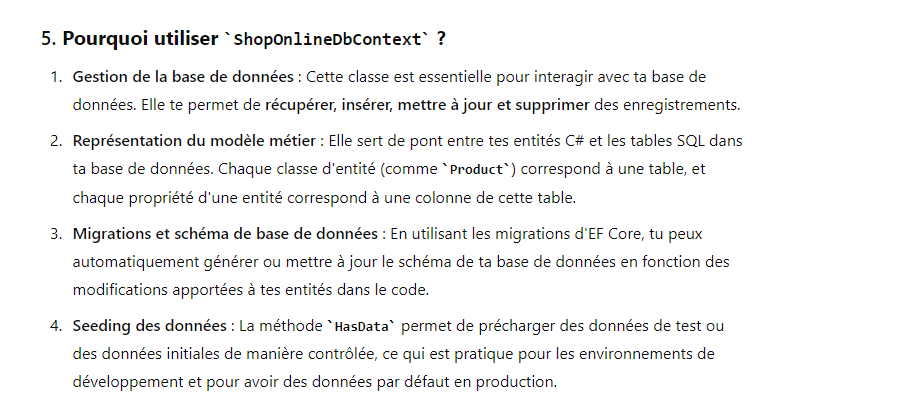 5. Pourquoi utiliser `ShopOnlineDbContext` ?
1. Gestion de la base de données : Cette classe est essentielle pour interagir avec ta base de
données. Elle te permet de récupérer, insérer, mettre à jour et supprimer des enregistrements.
2. Représentation du modèle métier : Elle sert de pont entre tes entités C# et les tables SQL dans
ta base de données. Chaque classe d'entité (comme `Product`) correspond à une table, et
chaque propriété d'une entité correspond à une colonne de cette table.
3. Migrations et schéma de base de données : En utilisant les migrations d'EF Core, tu peux
automatiquement générer ou mettre à jour le schéma de ta base de données en fonction des
modifications apportées à tes entités dans le code.
4. Seeding des données : La méthode `HasData` permet de précharger des données de test ou
des données initiales de manière contrôlée, ce qui est pratique pour les environnements de
développement et pour avoir des données par défaut en production.